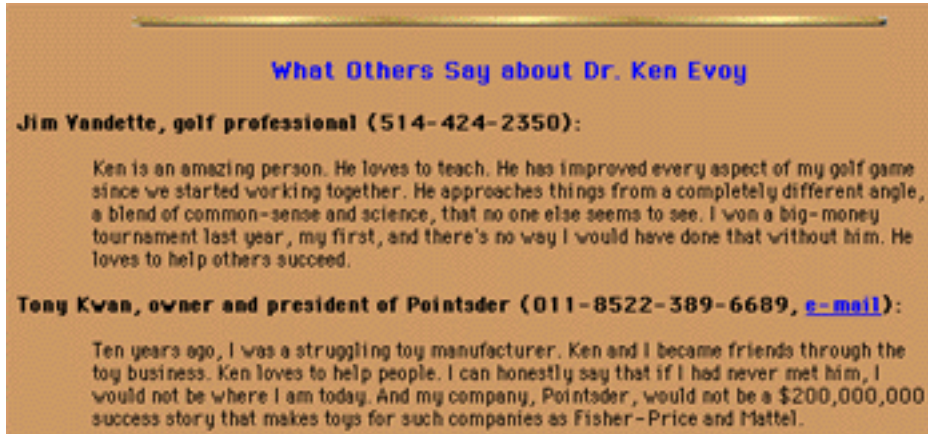 What Others Say about Dr. Ken Evoy
Jim Vandette, golf professional (514-424-2350):
Ken is an amazing person. He loves to teach. He has improved every aspect of my golf game
since we started working together. He approaches things from a completely different angle,
a blend of common-sense and science, that no one else seems to see. I won a big-money
tournament last year, my first, and there's no way I would have done that without him. He
loves to help others succeed.
Tony Kwan, owner and president of Pointsder (011-8522-389-6689, e-mail):
Ten years ago, I was a struggling toy manufacturer. Ken and I became friends through the
toy business. Ken loves to help people. I can honestly say that if I had never met him, I
would not be where I am today. And my company, Pointsder, would not be a $200,000,000
success story that makes toys for such companies as Fisher-Price and Mattel.